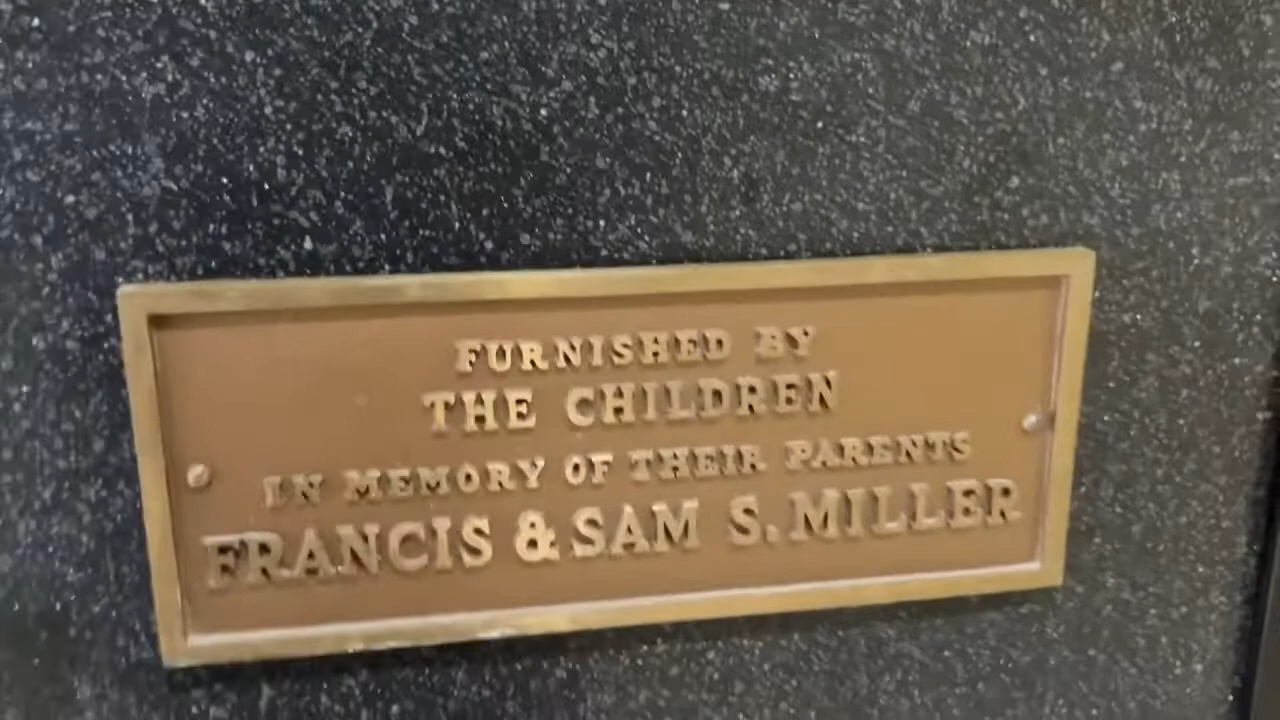 FURNISHED BY
THE CHILDREN
IN MEMORY OF THEIR PARENTS
FRANCIS & SAM S. MILLER